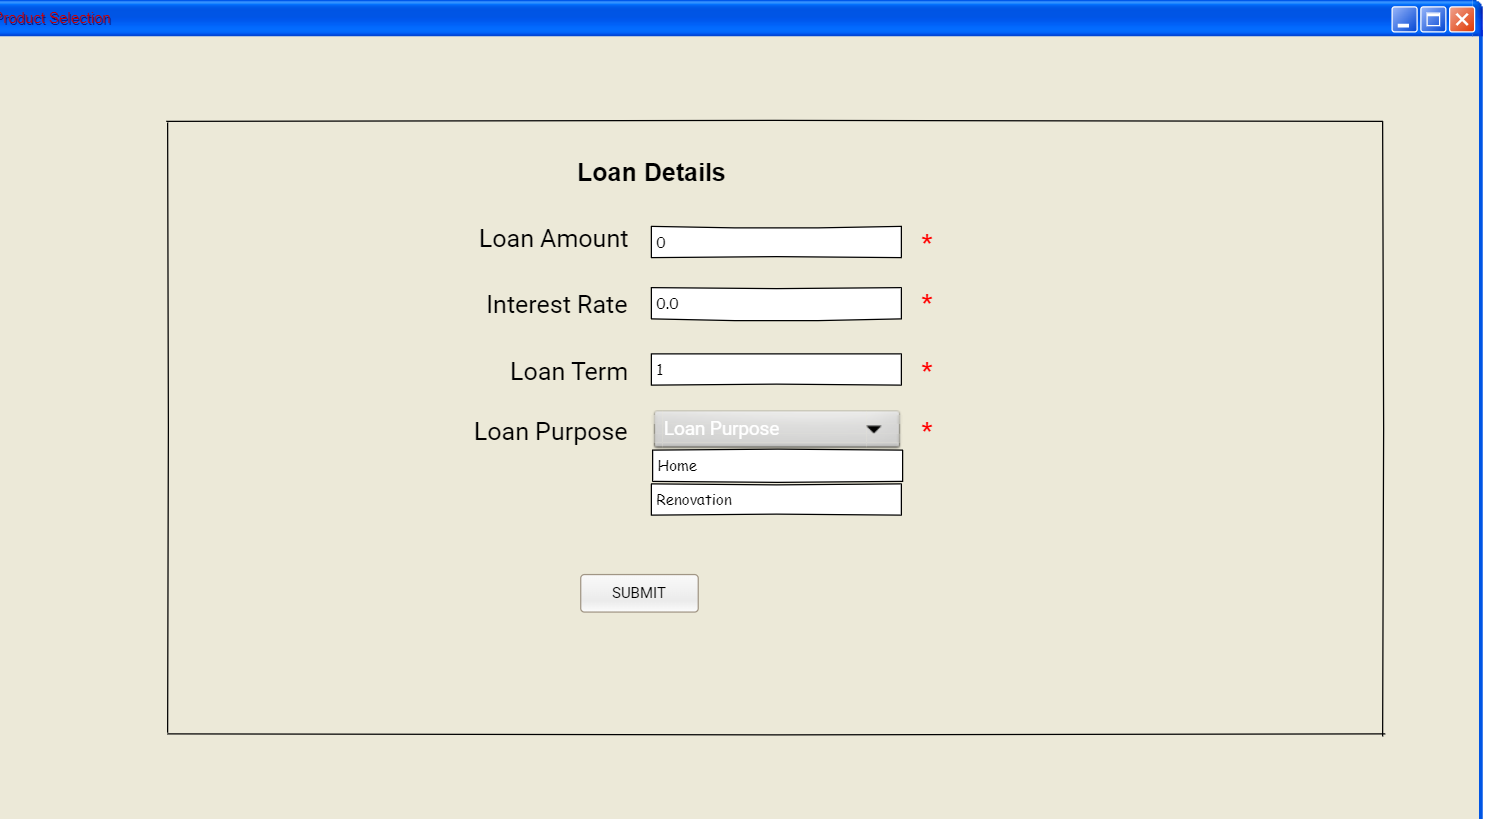 Product Selection
Loan Details
Loan Amount 0 *
Interest Rate 0.0 *
Loan Term 1 *
Loan Purpose Loan Purpose *
Home
Renovation
SUBMIT